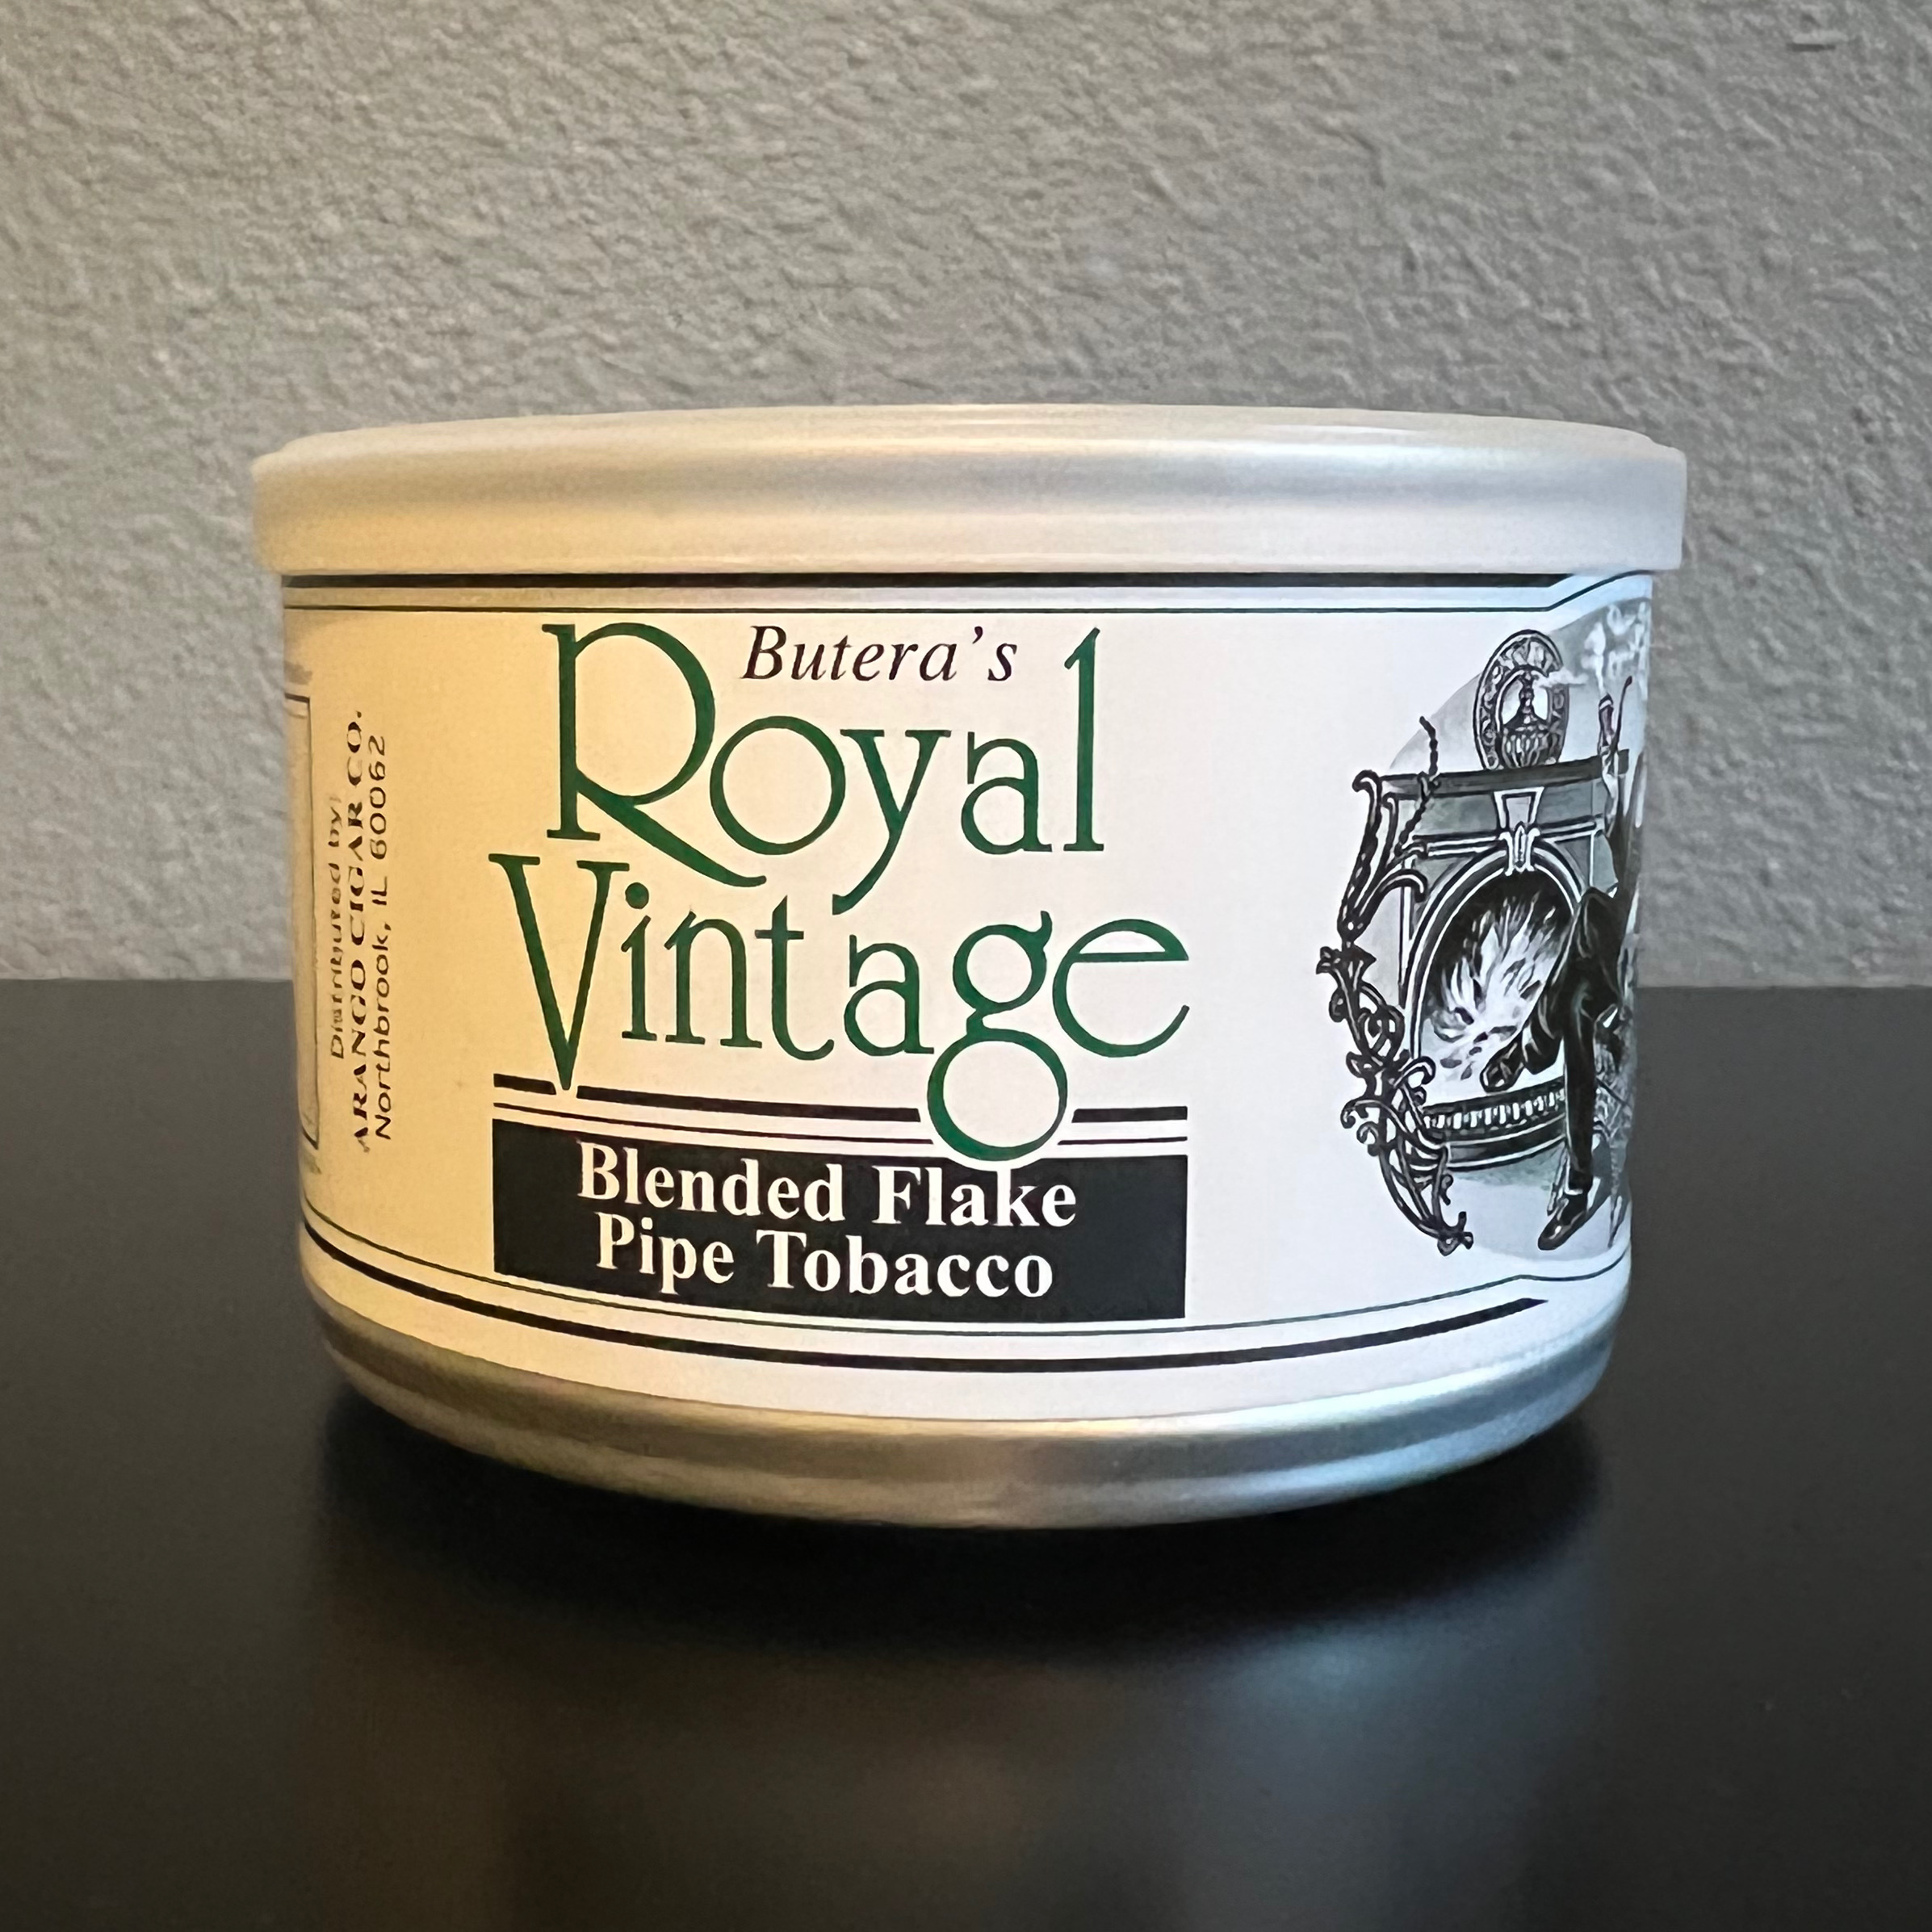 Butera's
Royal
Vintage
Blended Flake
Pipe Tobacco
Distributed by:
ARANGO CIGAR CO.
Northbrook, IL 60062